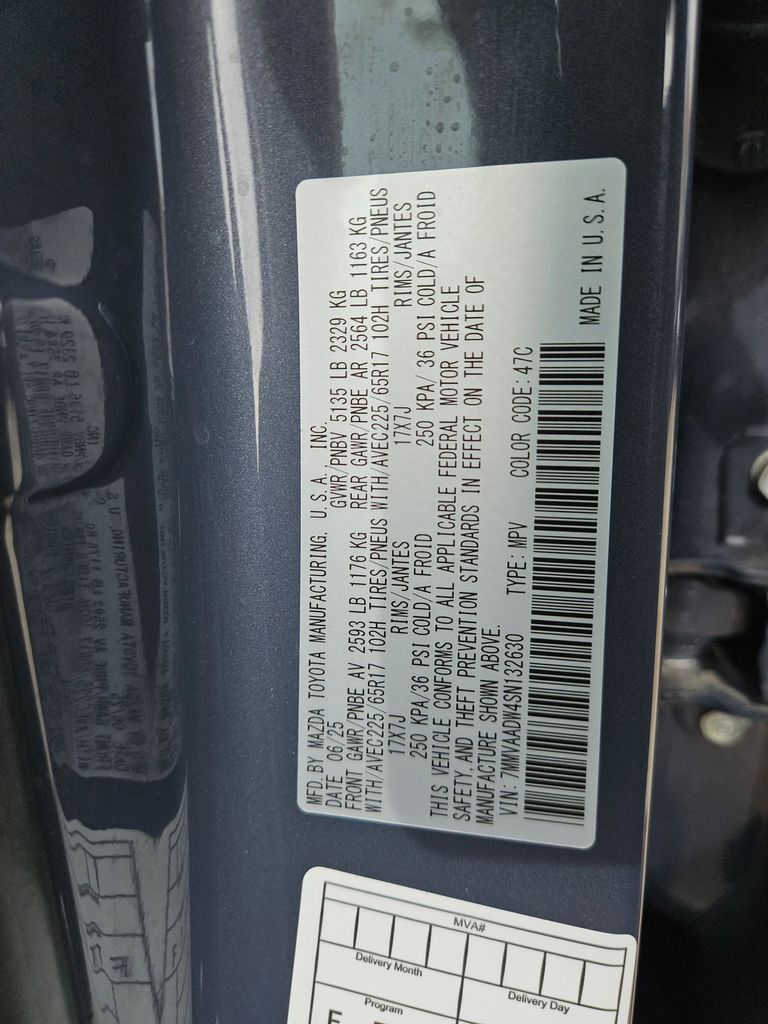 MFD. BY MAZDA TOYOTA MANUFACTURING, U.S.A., INC.
DATE 06/25 GVWR/PNBV 5135 LB 2329 KG
FRONT GAWR/PNBE AV 2593 LB 1176 KG REAR GAWR/PNBE AR 2564 LB 1163 KG
WITH/AVEC225/65R17 102H TIRES/PNEUS WITH/AVEC225/65R17 102H TIRES/PNEUS
17X7J RIMS/JANTES 17X7J RIMS/JANTES
250 KPA/36 PSI COLD/A FROID 250 KPA/ 36 PSI COLD/A FROID
THIS VEHICLE CONFORMS TO ALL APPLICABLE FEDERAL MOTOR VEHICLE
SAFETY AND THEFT PREVENTION STANDARDS IN EFFECT ON THE DATE OF
MANUFACTURE SHOWN ABOVE.
VIN: 7MMVAADW4SN132630 TYPE: MPV COLOR CODE: 47C
MADE IN U.S.A.
MVA#
Delivery Month
Delivery Day
Program